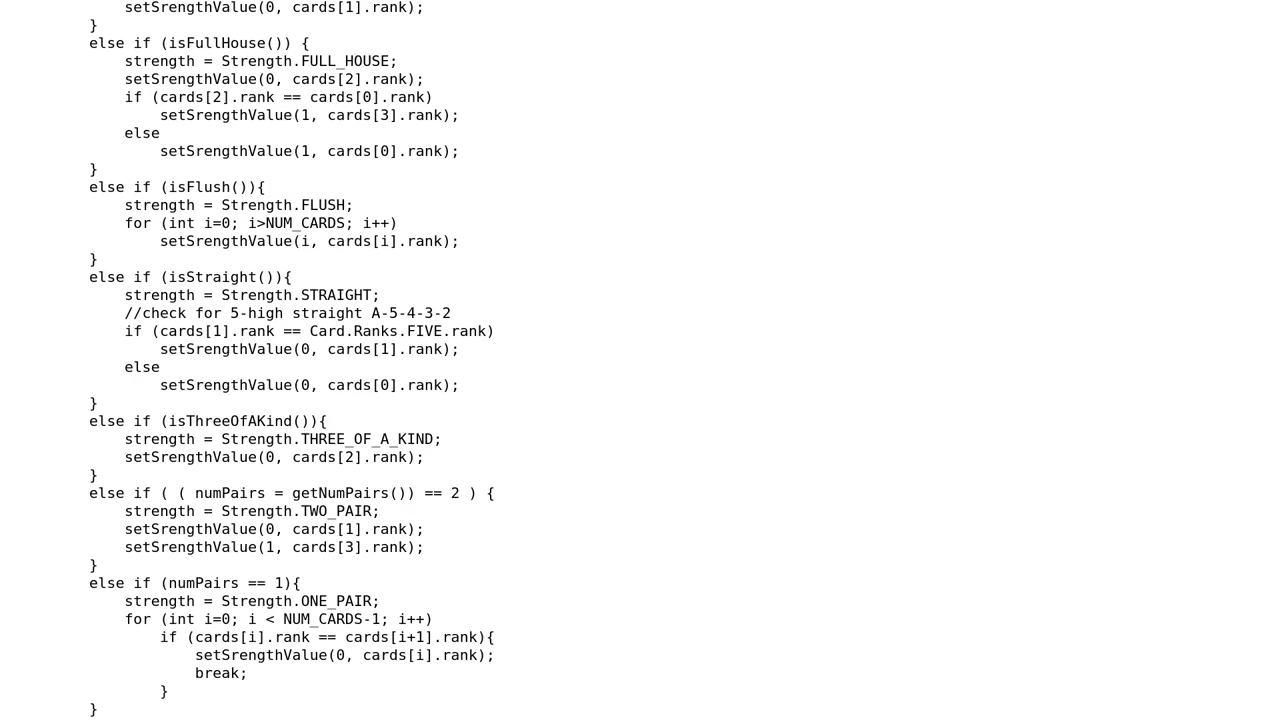 setSrengthValue(0, cards[1].rank);
}
else if (isFullHouse()) {
strength = Strength.FULL_HOUSE;
setSrengthValue(0, cards[2].rank);
if (cards[2].rank == cards[0].rank)
setSrengthValue(1, cards[3].rank);
else
setSrengthValue(1, cards[0].rank);
}
else if (isFlush()){
strength = Strength.FLUSH;
for (int i=0; i>NUM_CARDS; i++)
setSrengthValue(i, cards[i].rank);
}
else if (isStraight()){
strength = Strength.STRAIGHT;
//check for 5-high straight A-5-4-3-2
if (cards[1].rank == Card.Ranks.FIVE.rank)
setSrengthValue(0, cards[1].rank);
else
setSrengthValue(0, cards[0].rank);
}
else if (isThreeOfAKind()){
strength = Strength.THREE_OF_A_KIND;
setSrengthValue(0, cards[2].rank);
}
else if ( ( numPairs = getNumPairs()) == 2 ) {
strength = Strength.TWO_PAIR;
setSrengthValue(0, cards[1].rank);
setSrengthValue(1, cards[3].rank);
}
else if (numPairs == 1){
strength = Strength.ONE_PAIR;
for (int i=0; i < NUM_CARDS-1; i++)
if (cards[i].rank == cards[i+1].rank){
setSrengthValue(0, cards[i].rank);
break;
}
}